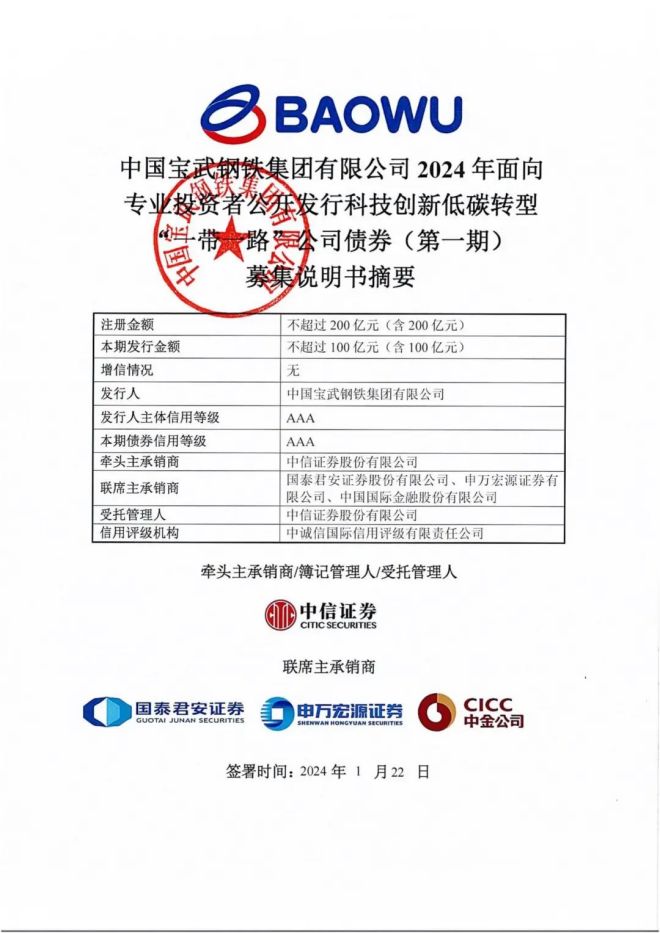 BAOWU
中国宝武钢铁集团有限公司 2024 年面向
专业投资者公开发行科技创新低碳转型
“一带一路”公司债券（第一期）
募集说明书摘要
中国宝武钢铁集团有限公司
注册金额 不超过 200 亿元（含 200 亿元）
本期发行金额 不超过 100 亿元（含 100 亿元）
增信情况 无
发行人 中国宝武钢铁集团有限公司
发行人主体信用等级 AAA
本期债券信用等级 AAA
牵头主承销商 中信证券股份有限公司
联席主承销商 国泰君安证券股份有限公司、申万宏源证券有
限公司、中国国际金融股份有限公司
受托管理人 中信证券股份有限公司
信用评级机构 中诚信国际信用评级有限责任公司
牵头主承销商/簿记管理人/受托管理人
中信证券
CITIC SECURITIES
联席主承销商
国泰君安证券
GUOTAI JUNAN SECURITIES
申万宏源证券
SHENWAN HONGYUAN SECURITIES
CICC
中金公司
签署时间：2024 年 1 月 22 日